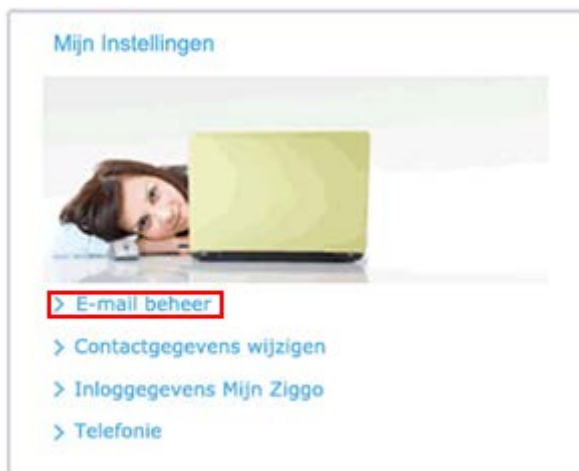 Mijn Instellingen
> E-mail beheer
> Contactgegevens wijzigen
> Inloggegevens Mijn Ziggo
> Telefonie